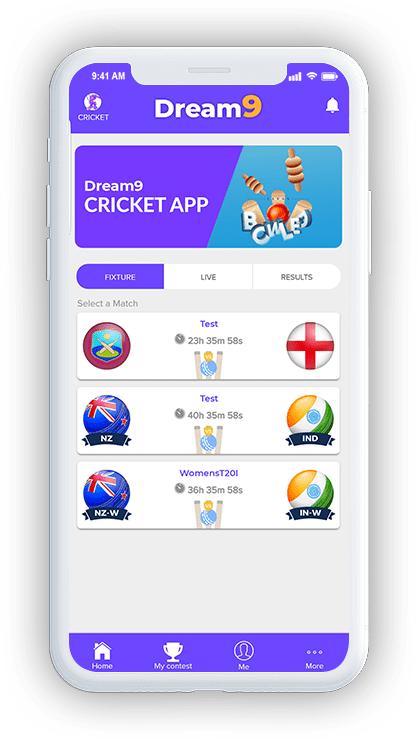 9:41 AM
CRICKET
Dream9
Dream9
CRICKET APP
BOWLED
FIXTURE
LIVE
RESULTS
Select a Match
Test
23h 35m 58s
Test
40h 35m 58s
NZ
IND
WomensT20I
36h 35m 58s
NZ-W
IN-W
Home
My contest
Me
More